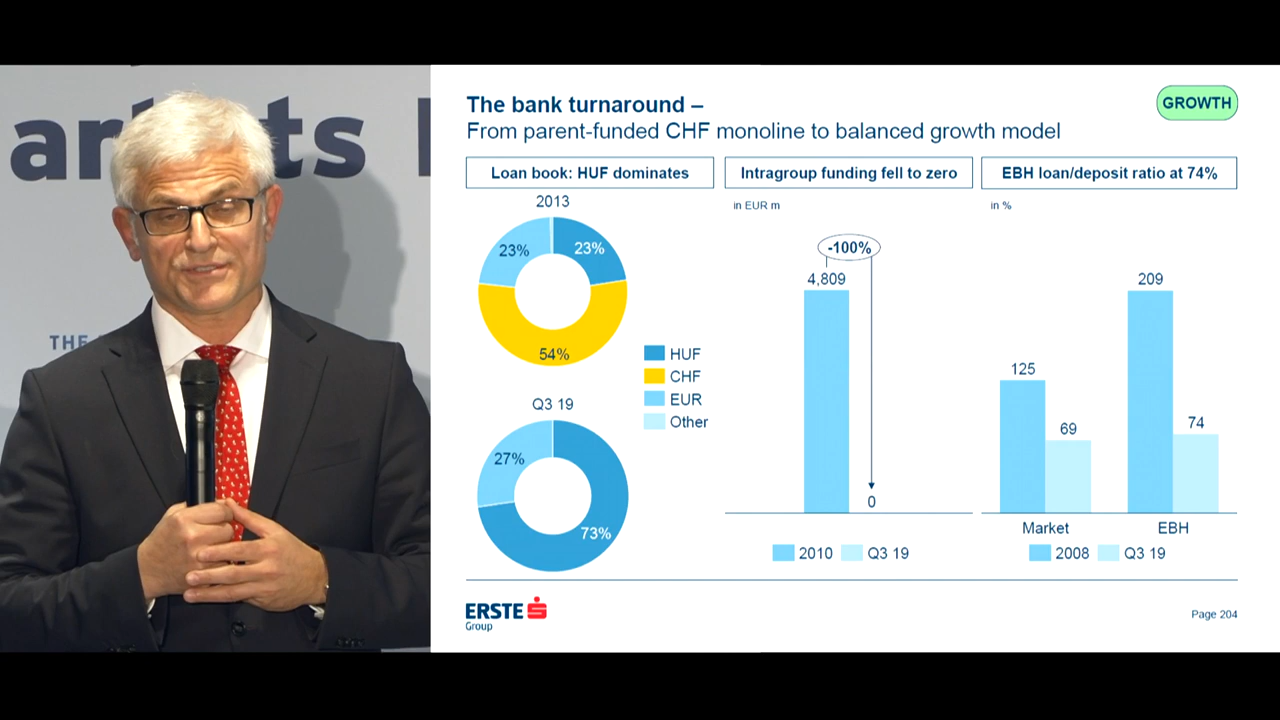 arkets
THE
The bank turnaround –
From parent-funded CHF monoline to balanced growth model
GROWTH
Loan book: HUF dominates
2013
23%
23%
54%
Q3 19
27%
73%
HUF
CHF
EUR
Other
Intragroup funding fell to zero
in EUR m
-100%
4,809
0
2010
Q3 19
EBH loan/deposit ratio at 74%
in %
125
69
209
74
Market
EBH
2008
Q3 19
ERSTE
Group
Page 204